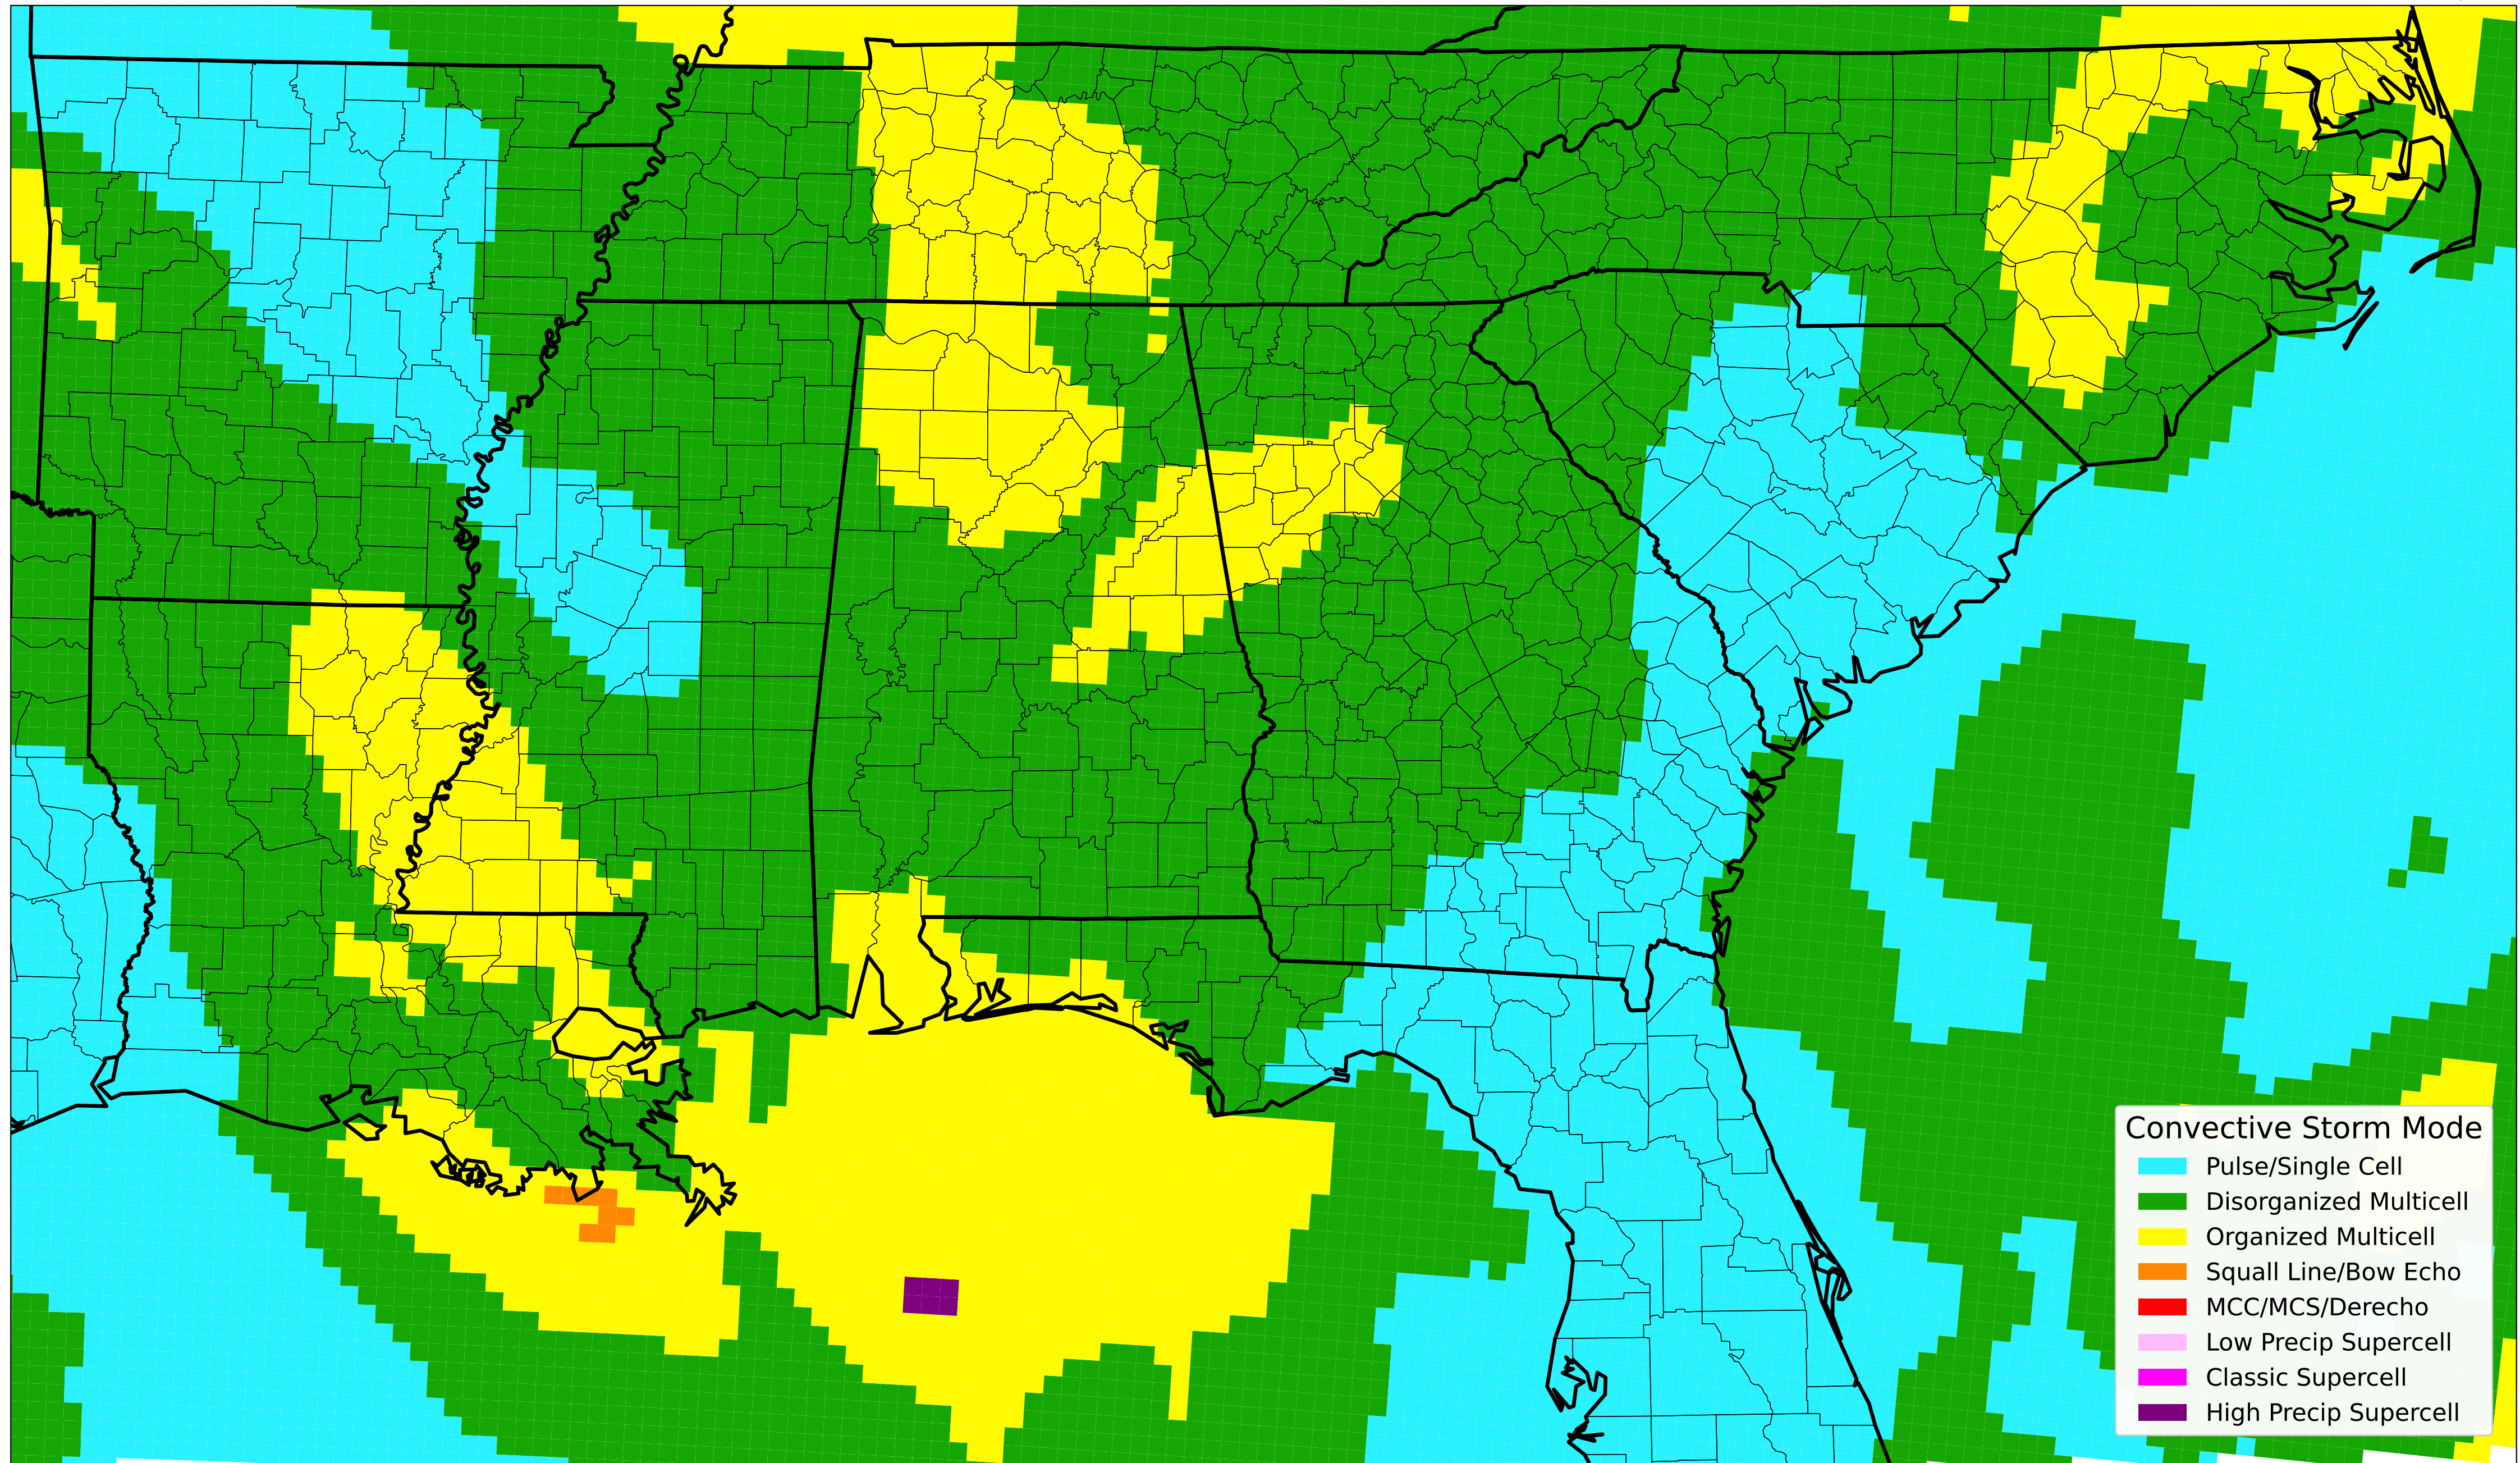 Convective Storm Mode
Pulse/Single Cell
Disorganized Multicell
Organized Multicell
Squall Line/Bow Echo
MCC/MCS/Derecho
Low Precip Supercell
Classic Supercell
High Precip Supercell